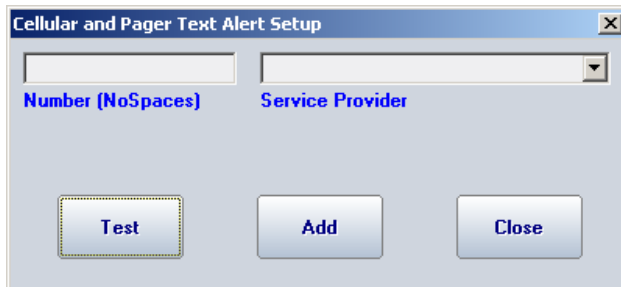 Cellular and Pager Text Alert Setup
Number (NoSpaces) Service Provider
Test Add Close